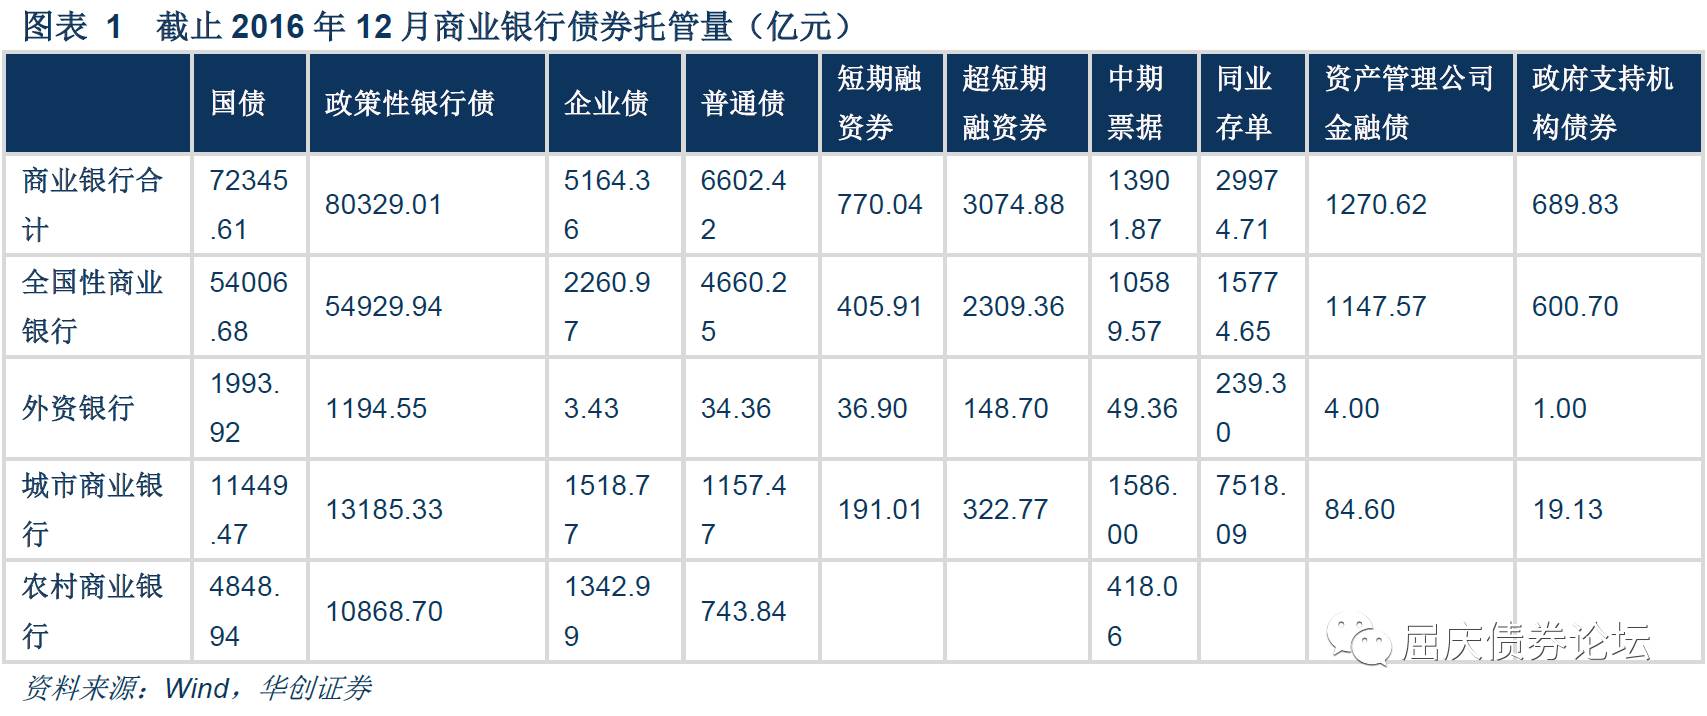 图表 1 截止 2016 年 12 月商业银行债券托管量（亿元）
国债 政策性银行债 企业债 普通债 短期融资券 超短期融资券 中期票据 同业存单 资产管理公司金融债 政府支持机构债券
商业银行合计 72345.61 80329.01 5164.36 6602.42 770.04 3074.88 13901.87 29974.71 1270.62 689.83
全国性商业银行 54006.68 54929.94 2260.97 4660.25 405.91 2309.36 10589.57 15774.65 1147.57 600.70
外资银行 1993.92 1194.55 3.43 34.36 36.90 148.70 49.36 239.30 4.00 1.00
城市商业银行 11449.47 13185.33 1518.77 1157.47 191.01 322.77 1586.00 7518.09 84.60 19.13
农村商业银行 4848.94 10868.70 1342.99 743.84 418.06
屈庆债券论坛
资料来源：Wind，华创证券